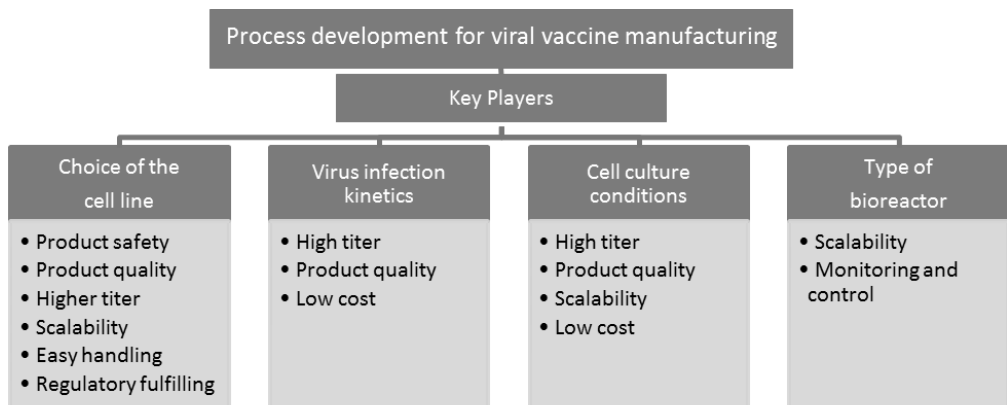 Process development for viral vaccine manufacturing
Key Players
Choice of the
cell line
• Product safety
• Product quality
• Higher titer
• Scalability
• Easy handling
• Regulatory fulfilling
Virus infection
kinetics
• High titer
• Product quality
• Low cost
Cell culture
conditions
• High titer
• Product quality
• Scalability
• Low cost
Type of
bioreactor
• Scalability
• Monitoring and
control